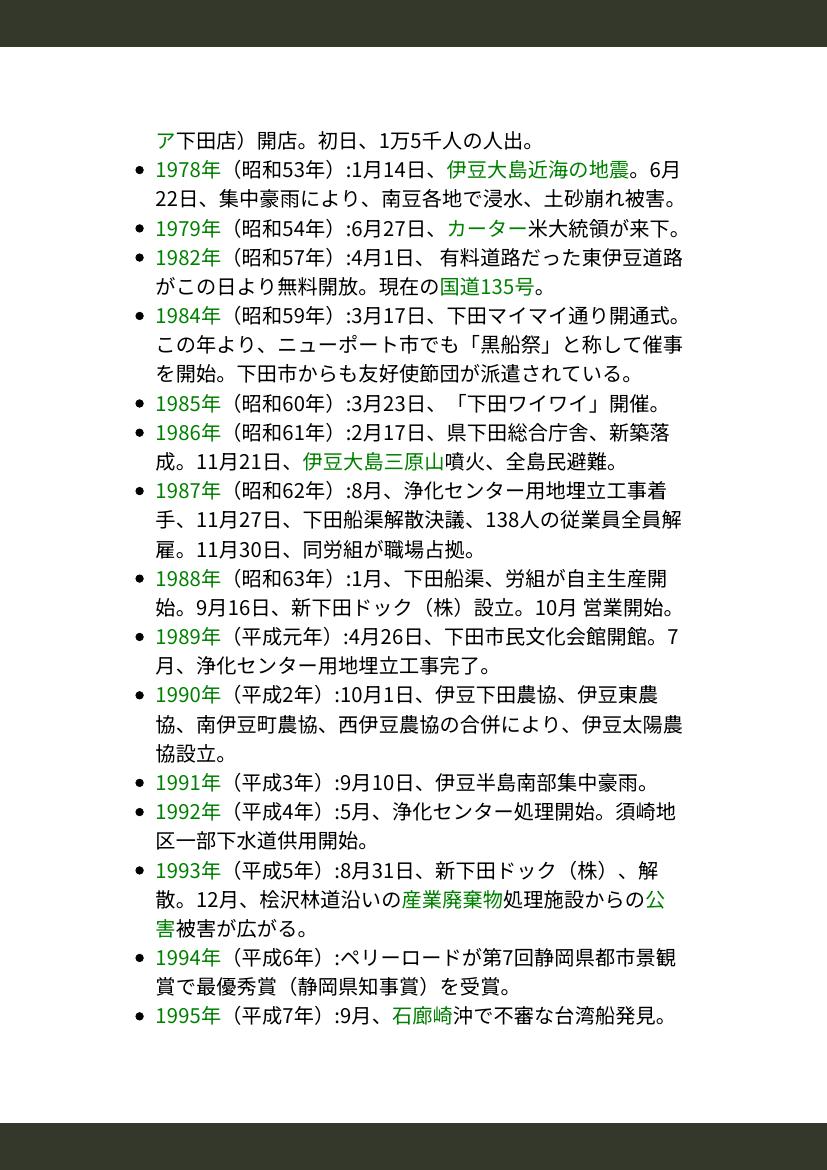 ア下田店）開店。初日、1万5千人の人出。
1978年（昭和53年）:1月14日、伊豆大島近海の地震。6月
22日、集中豪雨により、南豆各地で浸水、土砂崩れ被害。
1979年（昭和54年）:6月27日、カーター米大統領が来下。
1982年（昭和57年）:4月1日、 有料道路だった東伊豆道路
がこの日より無料開放。現在の国道135号。
1984年（昭和59年）:3月17日、下田マイマイ通り開通式。
この年より、ニューポート市でも「黒船祭」と称して催事
を開始。下田市からも友好使節団が派遣されている。
1985年（昭和60年）:3月23日、「下田ワイワイ」開催。
1986年（昭和61年）:2月17日、県下田総合庁舎、新築落
成。11月21日、伊豆大島三原山噴火、全島民避難。
1987年（昭和62年）:8月、浄化センター用地埋立工事着
手、11月27日、下田船渠解散決議、138人の従業員全員解
雇。11月30日、同労組が職場占拠。
1988年（昭和63年）:1月、下田船渠、労組が自主生産開
始。9月16日、新下田ドック（株）設立。10月 営業開始。
1989年（平成元年）:4月26日、下田市民文化会館開館。7
月、浄化センター用地埋立工事完了。
1990年（平成2年）:10月1日、伊豆下田農協、伊豆東農
協、南伊豆町農協、西伊豆農協の合併により、伊豆太陽農
協設立。
1991年（平成3年）:9月10日、伊豆半島南部集中豪雨。
1992年（平成4年）:5月、浄化センター処理開始。須崎地
区一部下水道供用開始。
1993年（平成5年）:8月31日、新下田ドック（株）、解
散。12月、桧沢林道沿いの産業廃棄物処理施設からの公
害被害が広がる。
1994年（平成6年）:ペリーロードが第7回静岡県都市景観
賞で最優秀賞（静岡県知事賞）を受賞。
1995年（平成7年）:9月、石廊崎沖で不審な台湾船発見。